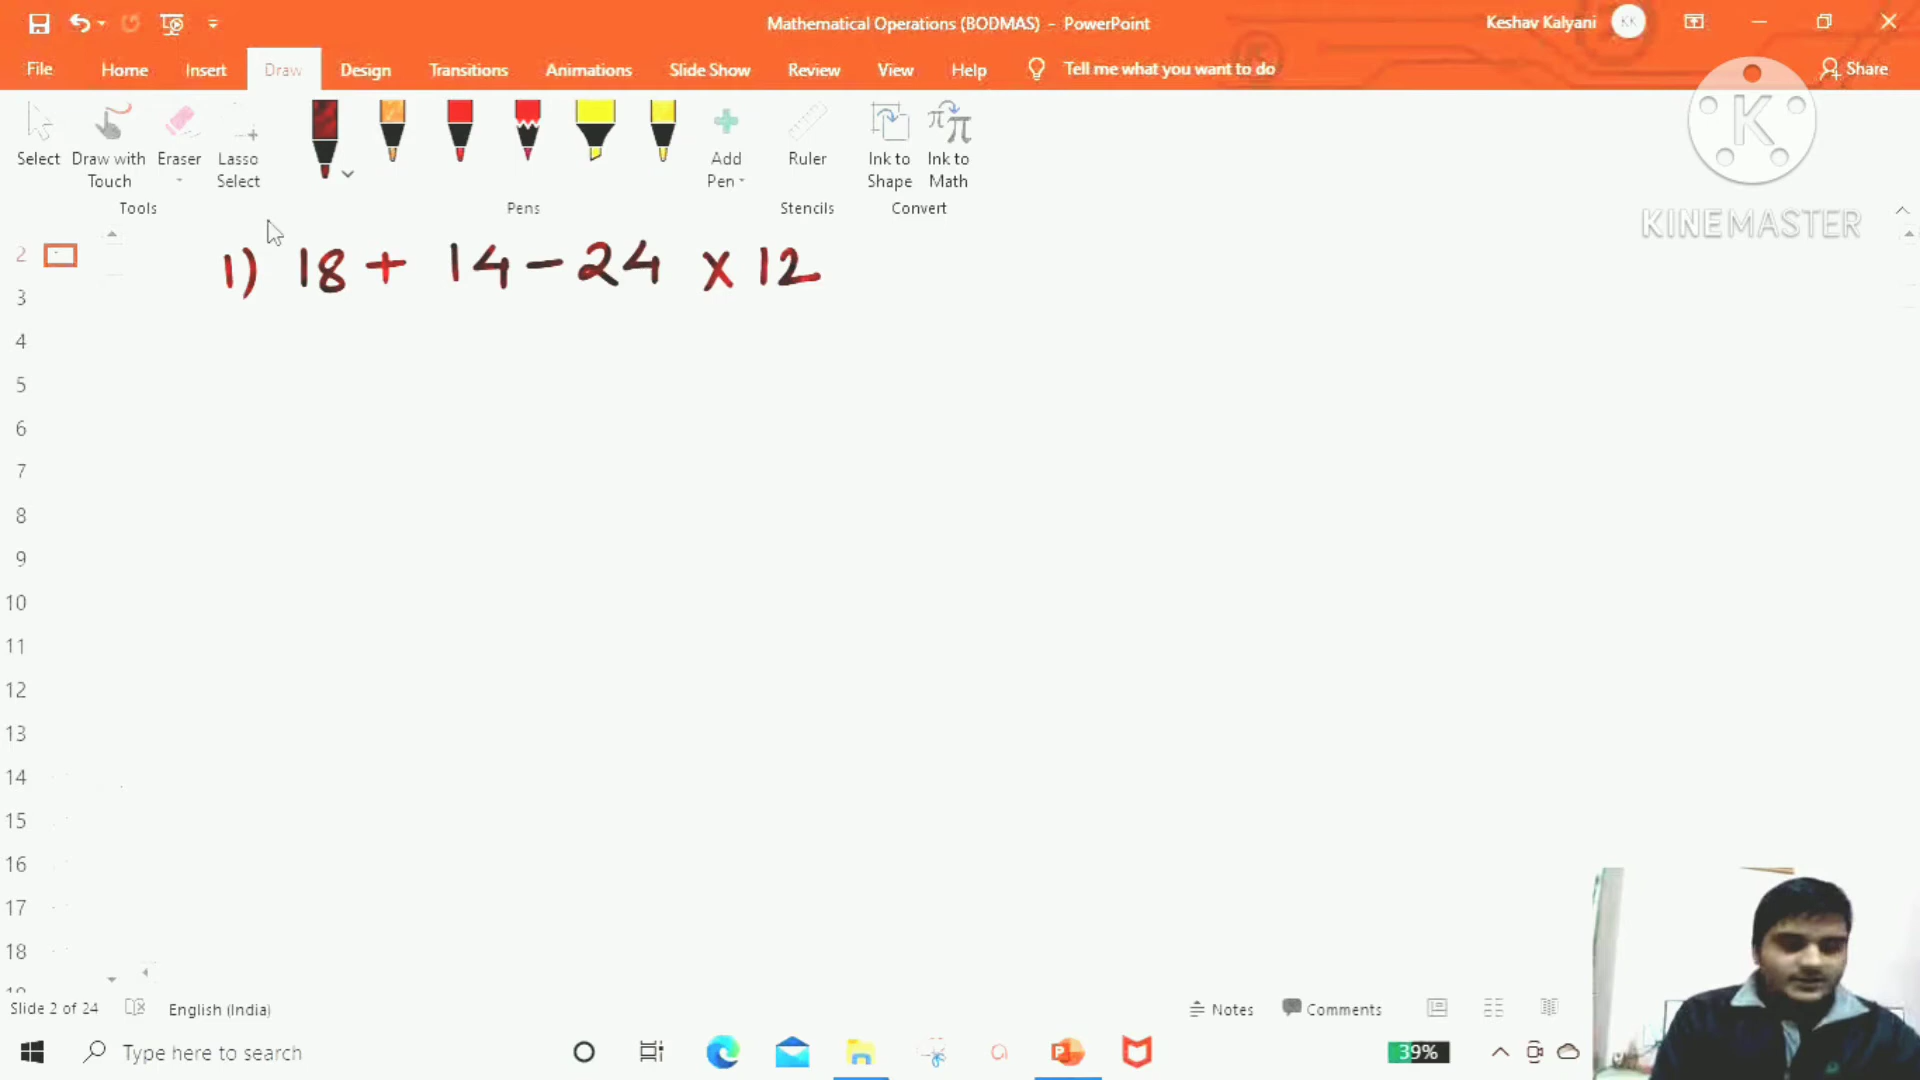 Mathematical Operations (BODMAS) - PowerPoint
Keshav Kalyani
KK
File
Home
Insert
Draw
Design
Transitions
Animations
Slide Show
Review
View
Help
Tell me what you want to do
Share
Select
Draw with Touch
Eraser
Lasso Select
Add Pen
Ruler
Ink to Shape
Ink to Math
Tools
Pens
Stencils
Convert
K
KINEMASTER
1) 18 + 14 - 24 x 12
2
3
4
5
6
7
8
9
10
11
12
13
14
15
16
17
18
Slide 2 of 24
English (India)
Notes
Comments
Type here to search
39%